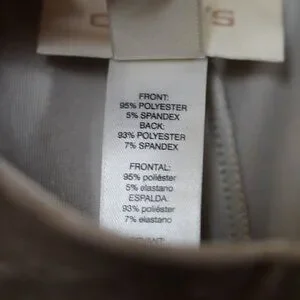 FRONT:
95% POLYESTER
5% SPANDEX
BACK:
93% POLYESTER
7% SPANDEX
FRONTAL:
95% poliéster
5% elastano
ESPALDA:
93% poliéster
7% elastano